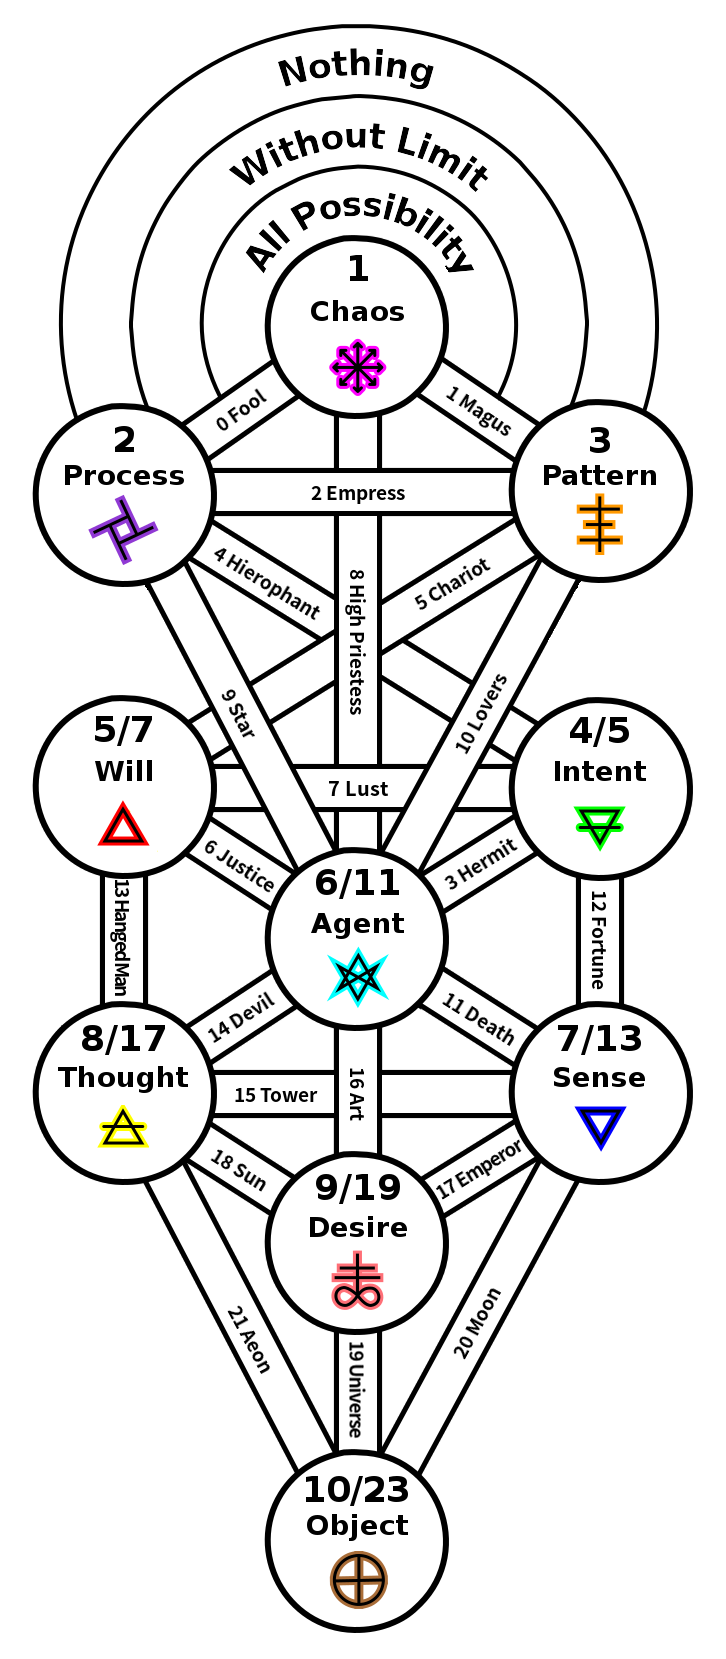 Nothing
Without Limit
All Possibility
1
Chaos
0 Fool
1 Magus
2
Process
3
Pattern
2 Empress
4 Hierophant
8 High Priestess
5 Chariot
9 Star
10 Lovers
5/7
Will
4/5
Intent
7 Lust
6 Justice
3 Hermit
6/11
Agent
13 Hanged Man
12 Fortune
14 Devil
11 Death
8/17
Thought
7/13
Sense
15 Tower
16 Art
18 Sun
17 Emperor
9/19
Desire
21 Aeon
19 Universe
20 Moon
10/23
Object